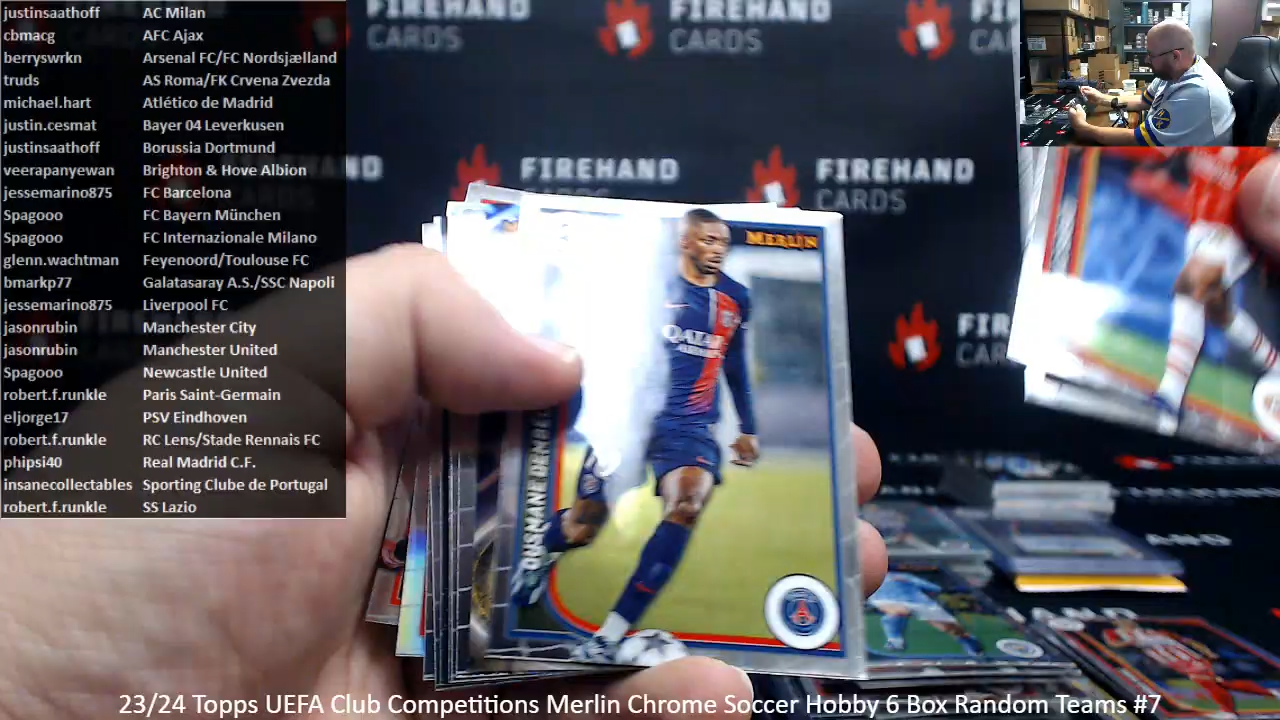 justinsaathoff AC Milan
cbmacg AFC Ajax
berryswrkn Arsenal FC/FC Nordsjælland
truds AS Roma/FK Crvena Zvezda
michael.hart Atlético de Madrid
justin.cesmat Bayer 04 Leverkusen
justinsaathoff Borussia Dortmund
veerapanyewan Brighton & Hove Albion
jessemarino875 FC Barcelona
Spagooo FC Bayern München
Spagooo FC Internazionale Milano
glenn.wachtman Feyenoord/Toulouse FC
bmarkp77 Galatasaray A.S./SSC Napoli
jessemarino875 Liverpool FC
jasonrubin Manchester City
jasonrubin Manchester United
Spagooo Newcastle United
robert.f.runkle Paris Saint-Germain
eljorge17 PSV Eindhoven
robert.f.runkle RC Lens/Stade Rennais FC
phipsi40 Real Madrid C.F.
insanecollectables Sporting Clube de Portugal
robert.f.runkle SS Lazio
FIREHAND
CARDS
FIREHAND
CARDS
FIREHAND
CARDS
FIREHAND
CARDS
MERLIN
QATAR
OUSMANE
23/24 Topps UEFA Club Competitions Merlin Chrome Soccer Hobby 6 Box Random Teams #7